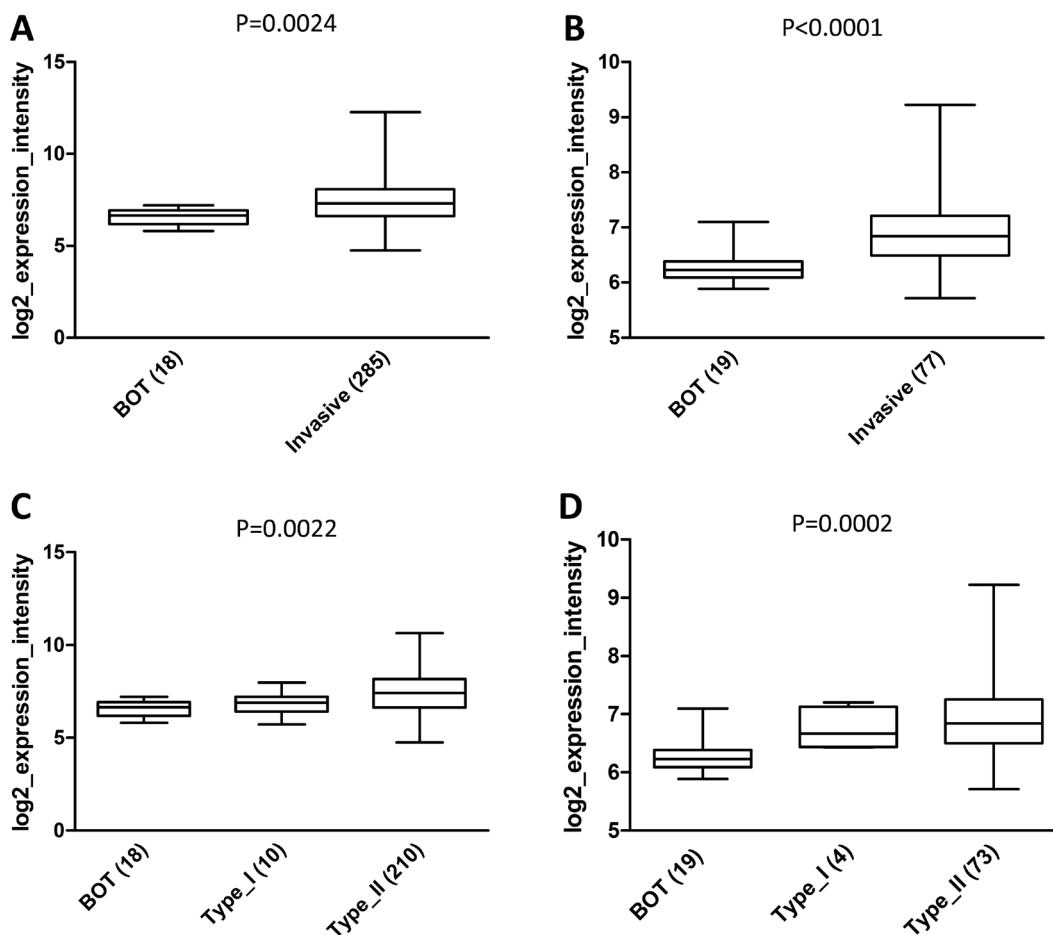 A
P=0.0024
log2_expression_intensity
15
10
5
0
BOT (18)
Invasive (285)
B
P<0.0001
log2_expression_intensity
10
9
8
7
6
5
BOT (19)
Invasive (77)
C
P=0.0022
log2_expression_intensity
15
10
5
0
BOT (18)
Type_I (10)
Type_II (210)
D
P=0.0002
log2_expression_intensity
10
9
8
7
6
5
BOT (19)
Type_I (4)
Type_II (73)